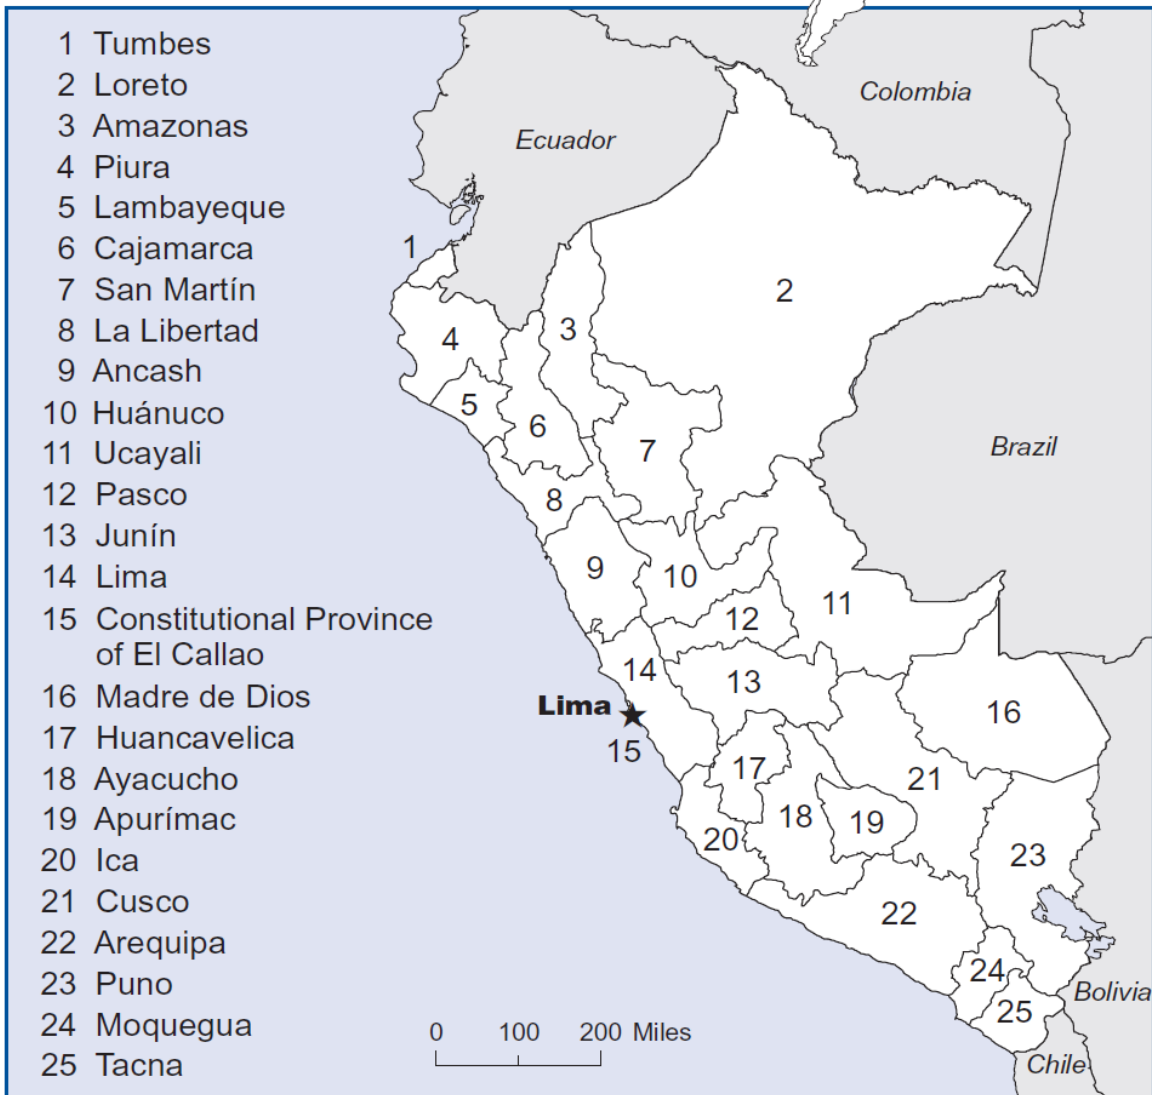 1 Tumbes
2 Loreto
3 Amazonas
4 Piura
5 Lambayeque
6 Cajamarca
7 San Martín
8 La Libertad
9 Ancash
10 Huánuco
11 Ucayali
12 Pasco
13 Junín
14 Lima
15 Constitutional Province
of El Callao
16 Madre de Dios
17 Huancavelica
18 Ayacucho
19 Apurímac
20 Ica
21 Cusco
22 Arequipa
23 Puno
24 Moquegua
25 Tacna
Colombia
Ecuador
1
2
3
4
5
6
Brazil
7
8
9
10
11
12
14
13
Lima
16
15
17
21
18
19
20
23
22
24
Bolivia
25
0 100 200 Miles
Chile